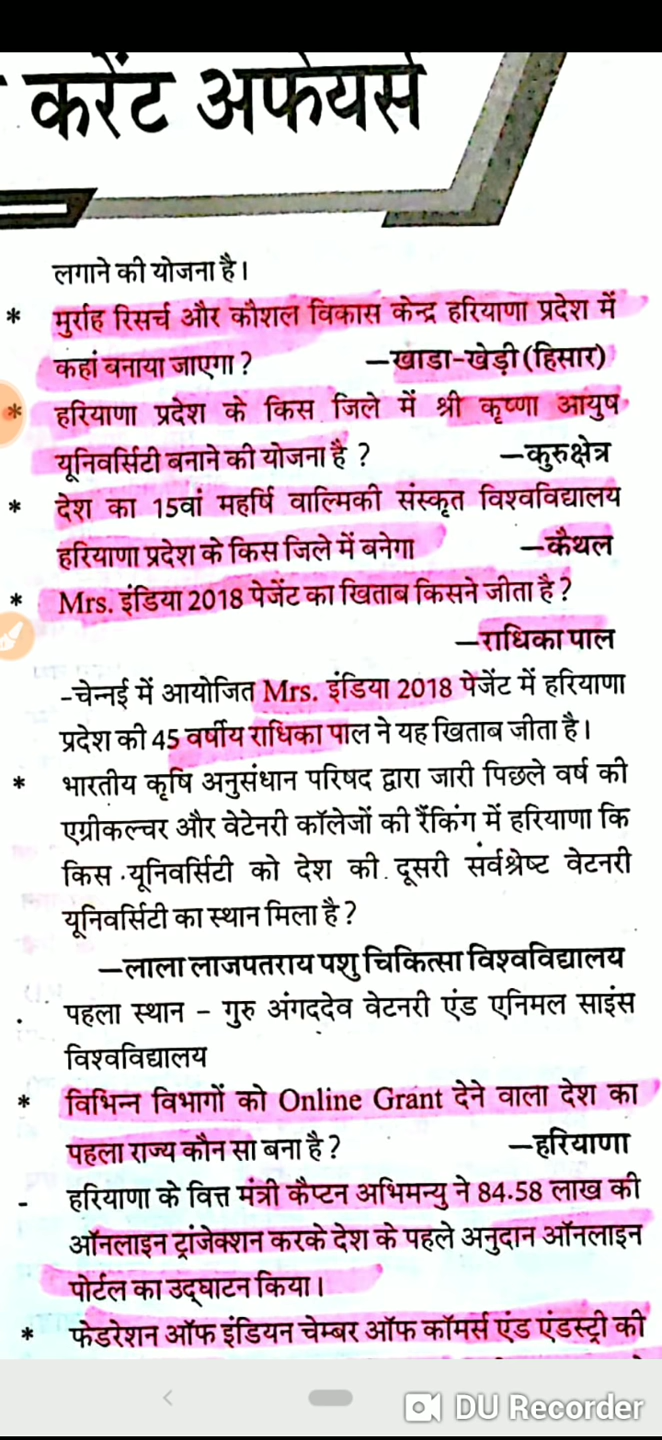 करेंट अफेयर्स
लगाने की योजना है।
* मुर्राह रिसर्च और कौशल विकास केन्द्र हरियाणा प्रदेश में
कहां बनाया जाएगा ? –खाडा-खेड़ी (हिसार)
* हरियाणा प्रदेश के किस जिले में श्री कृष्णा आयुष
यूनिवर्सिटी बनाने की योजना है ? –कुरुक्षेत्र
* देश का 15वां महर्षि वाल्मिकी संस्कृत विश्वविद्यालय
हरियाणा प्रदेश के किस जिले में बनेगा –कैथल
* Mrs. इंडिया 2018 पेजेंट का खिताब किसने जीता है ?
–राधिका पाल
-चेन्नई में आयोजित Mrs. इंडिया 2018 पेजेंट में हरियाणा
प्रदेश की 45 वर्षीय राधिका पाल ने यह खिताब जीता है।
* भारतीय कृषि अनुसंधान परिषद द्वारा जारी पिछले वर्ष की
एग्रीकल्चर और वेटेनरी कॉलेजों की रैंकिंग में हरियाणा कि
किस यूनिवर्सिटी को देश की दूसरी सर्वश्रेष्ट वेटनरी
यूनिवर्सिटी का स्थान मिला है ?
–लाला लाजपतराय पशु चिकित्सा विश्वविद्यालय
पहला स्थान – गुरु अंगददेव वेटनरी एंड एनिमल साइंस
विश्वविद्यालय
* विभिन्न विभागों को Online Grant देने वाला देश का
पहला राज्य कौन सा बना है ? –हरियाणा
- हरियाणा के वित्त मंत्री कैप्टन अभिमन्यु ने 84.58 लाख की
ऑनलाइन ट्रांजेक्शन करके देश के पहले अनुदान ऑनलाइन
पोर्टल का उद्घाटन किया।
* फेडरेशन ऑफ इंडियन चेम्बर ऑफ कॉमर्स एंड एंडस्ट्री की
DU Recorder